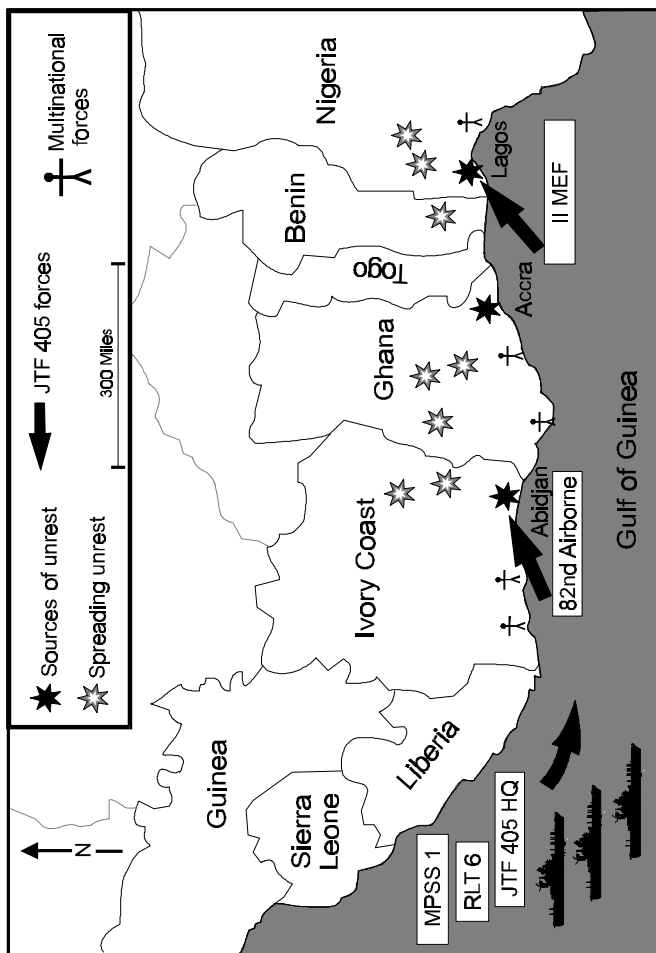 Sources of unrest
Spreading unrest
JTF 405 forces
300 Miles
Multinational
forces
N
Guinea
Sierra
Leone
Liberia
Ivory Coast
Ghana
Togo
Benin
Nigeria
Abidjan
Accra
Lagos
MPSS 1
RLT 6
JTF 405 HQ
82nd Airborne
II MEF
Gulf of Guinea